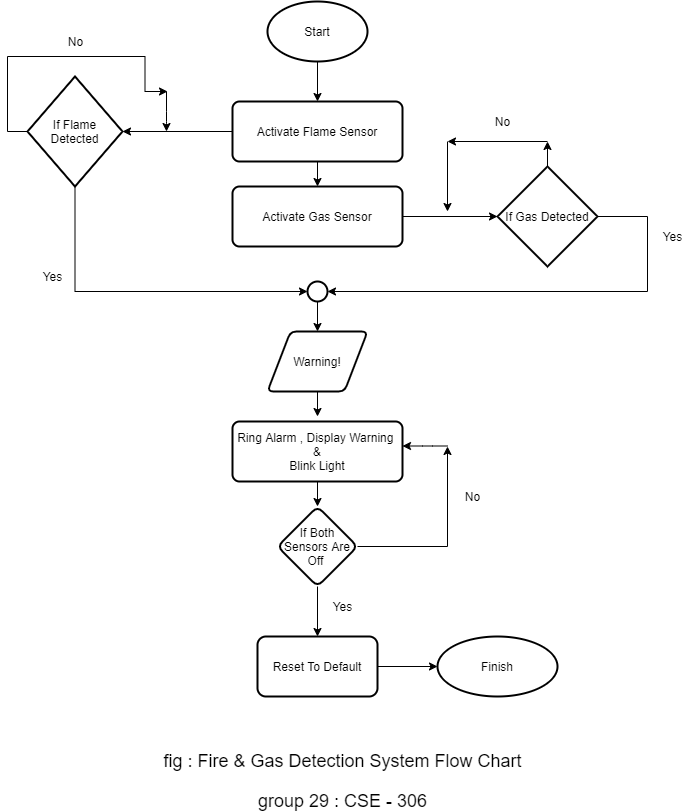 Start
No
If Flame
Detected
Activate Flame Sensor
No
Activate Gas Sensor
If Gas Detected
Yes
Yes
Warning!
Ring Alarm , Display Warning
&
Blink Light
No
If Both
Sensors Are
Off
Yes
Reset To Default
Finish
fig : Fire & Gas Detection System Flow Chart
group 29 : CSE - 306